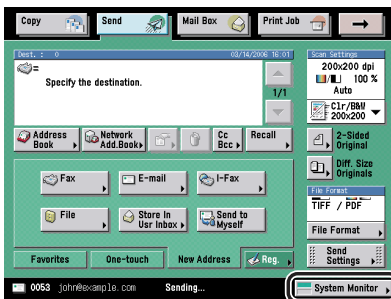 Copy
Send
Mail Box
Print Job
Dest. : 0
03/14/2006 16:01
Specify the destination.
1/1
Address
Book
Network
Add.Book
Cc
Bcc
Recall
Fax
E-mail
I-Fax
File
Store In
Usr Inbox
Send to
Myself
Favorites
One-touch
New Address
Reg.
Scan Settings
200x200 dpi
100 %
Auto
Clr/B&W
200×200
2-Sided
Original
Diff. Size
Originals
File Format
TIFF / PDF
File Format
Send
Settings
0053 john@example.com Sending...
System Monitor